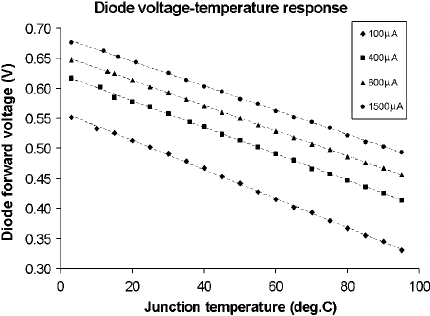 Diode voltage-temperature response
Diode forward voltage (V)
0.70
0.65
0.60
0.55
0.50
0.45
0.40
0.35
0.30
0
20
40
60
80
100
Junction temperature (deg.C)
100µA
400µA
600µA
1500µA